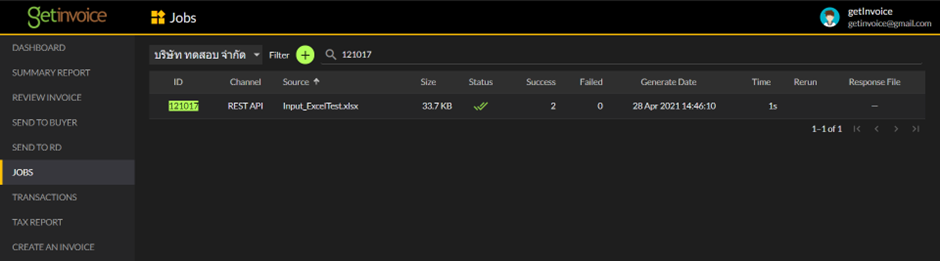 getinvoice
Jobs
getInvoice
getinvoice@gmail.com
DASHBOARD
SUMMARY REPORT
REVIEW INVOICE
SEND TO BUYER
SEND TO RD
JOBS
TRANSACTIONS
TAX REPORT
CREATE AN INVOICE
บริษัท ทดสอบ จำกัด Filter 121017
ID Channel Source Size Status Success Failed Generate Date Time Rerun Response File
121017 REST API Input_ExcelTest.xlsx 33.7 KB 2 0 28 Apr 2021 14:46:10 1s —
1–1 of 1